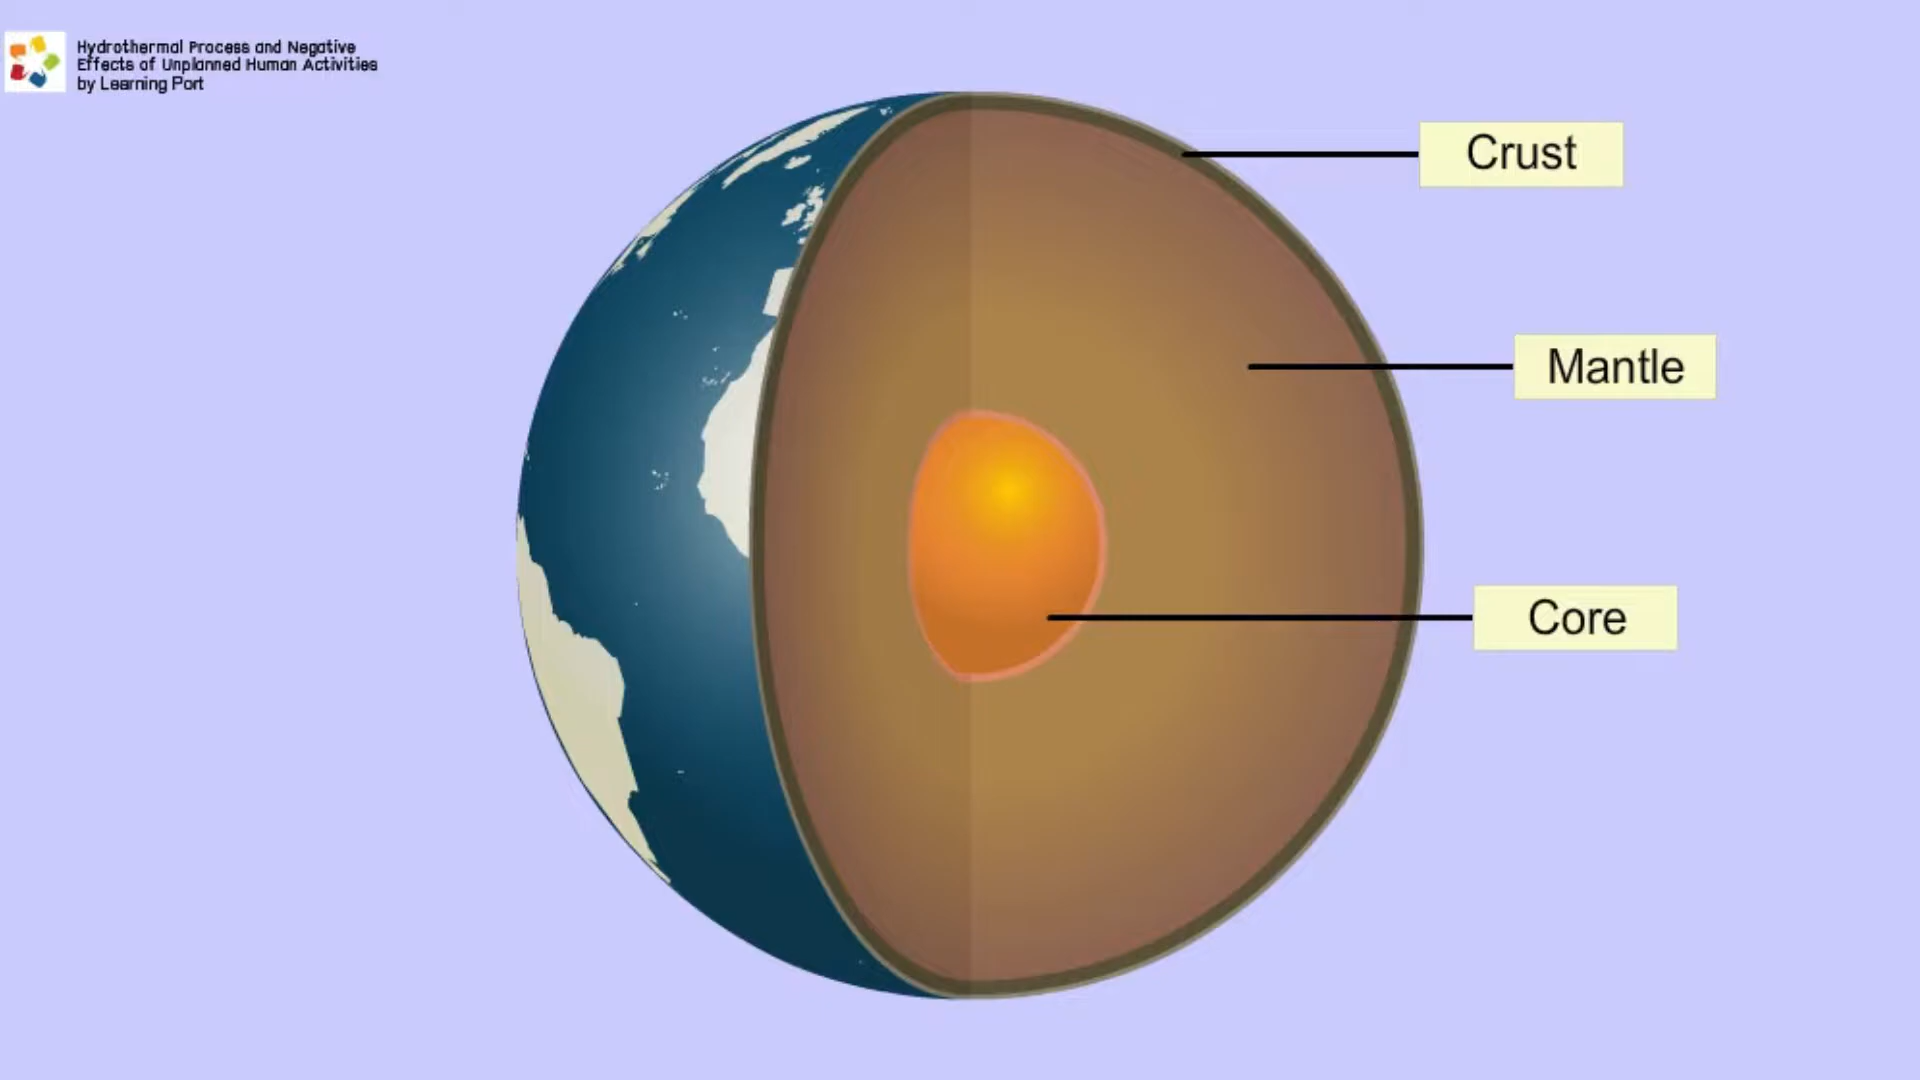 Hydrothermal Process and Negative
Effects of Unplanned Human Activities
by Learning Port
Crust
Mantle
Core